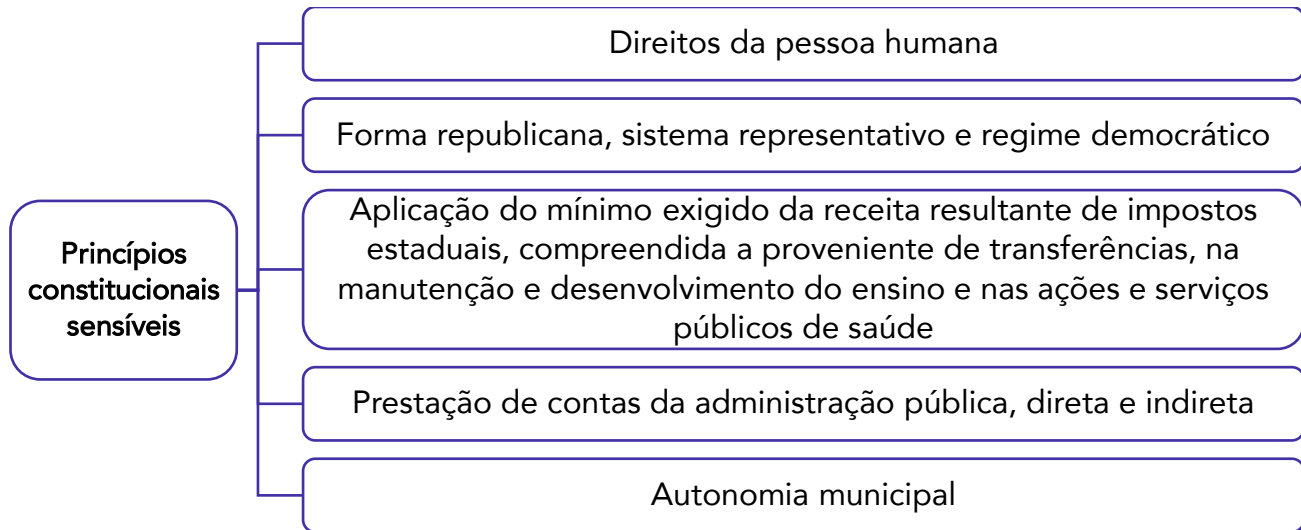 Princípios
constitucionais
sensíveis
Direitos da pessoa humana
Forma republicana, sistema representativo e regime democrático
Aplicação do mínimo exigido da receita resultante de impostos
estaduais, compreendida a proveniente de transferências, na
manutenção e desenvolvimento do ensino e nas ações e serviços
públicos de saúde
Prestação de contas da administração pública, direta e indireta
Autonomia municipal